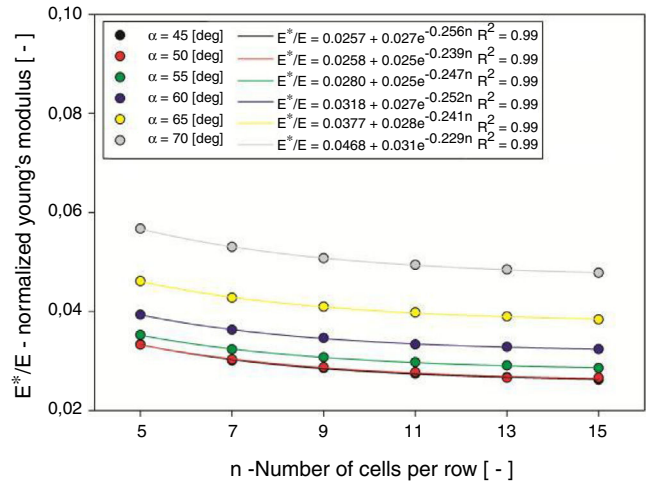 E*/E - normalized young's modulus [ - ]
0,10
0,08
0,06
0,04
0,02
α = 45 [deg] E*/E = 0.0257 + 0.027e^-0.256n R² = 0.99
α = 50 [deg] E*/E = 0.0258 + 0.025e^-0.239n R² = 0.99
α = 55 [deg] E*/E = 0.0280 + 0.025e^-0.247n R² = 0.99
α = 60 [deg] E*/E = 0.0318 + 0.027e^-0.252n R² = 0.99
α = 65 [deg] E*/E = 0.0377 + 0.028e^-0.241n R² = 0.99
α = 70 [deg] E*/E = 0.0468 + 0.031e^-0.229n R² = 0.99
5 7 9 11 13 15
n -Number of cells per row [ - ]